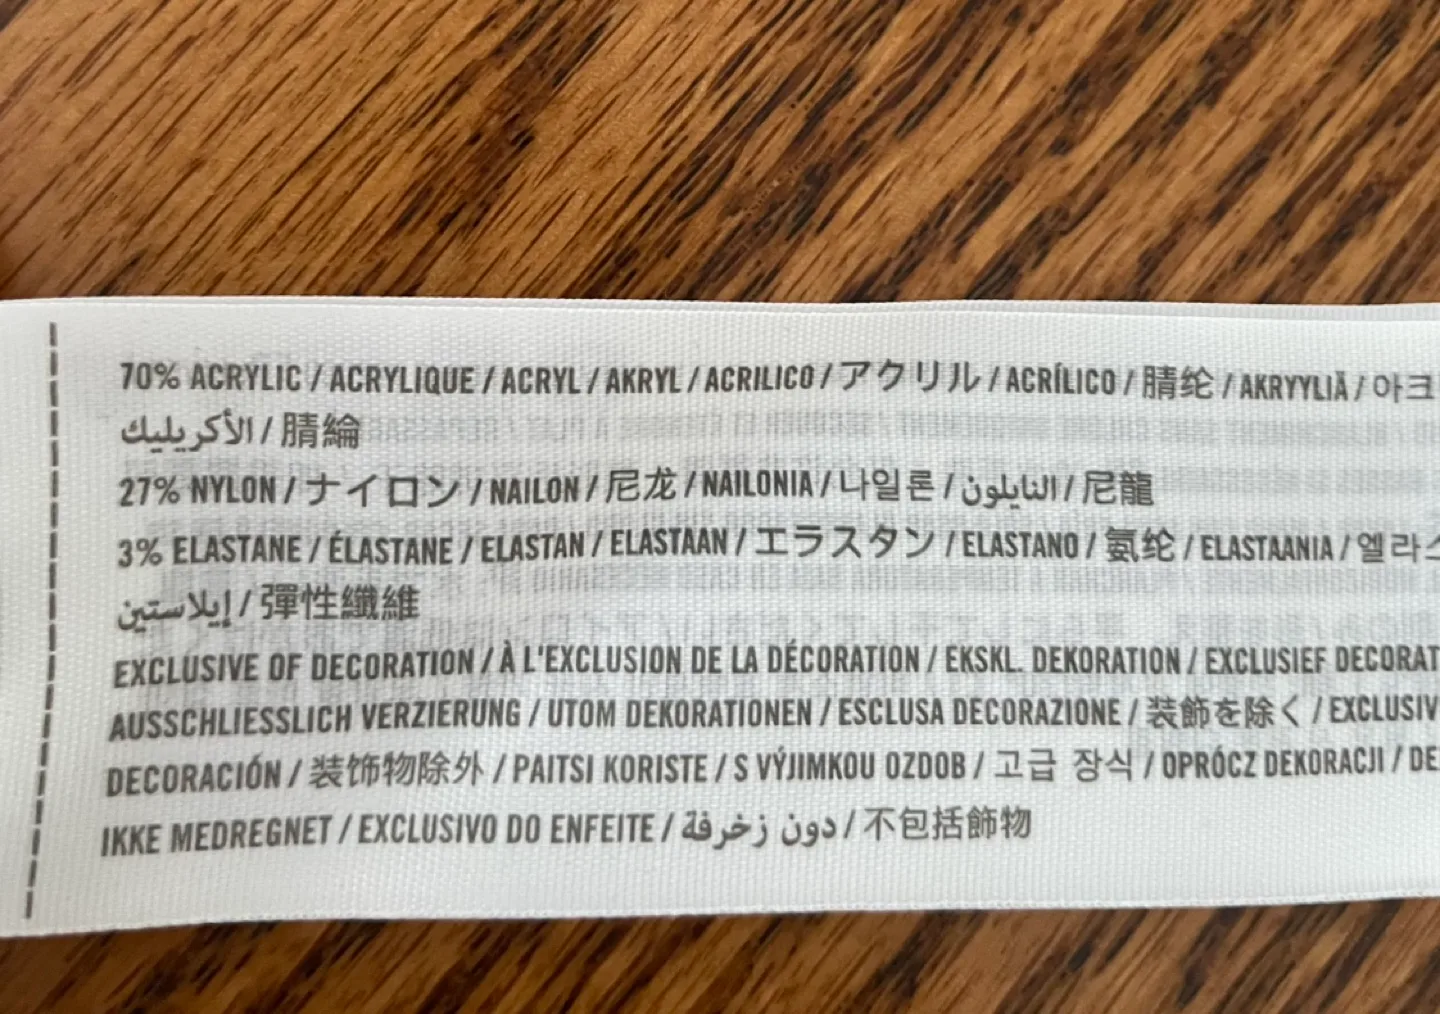 70% ACRYLIC / ACRYLIQUE / ACRYL / AKRYL / ACRILICO / アクリル / ACRÍLICO / 腈纶 / AKRYYLIÄ / 아크
الأكريليك / 腈綸
27% NYLON / ナイロン / NAILON / 尼龙 / NAILONIA / 나일론 / النايلون / 尼龍
3% ELASTANE / ÉLASTANE / ELASTAN / ELASTAAN / エラスタン / ELASTANO / 氨纶 / ELASTAANIA / 엘라스
إيلاستين / 彈性纖維
EXCLUSIVE OF DECORATION / À L'EXCLUSION DE LA DÉCORATION / EKSKL. DEKORATION / EXCLUSIEF DECORAT
AUSSCHLIESSLICH VERZIERUNG / UTOM DEKORATIONEN / ESCLUSA DECORAZIONE / 装飾を除く / EXCLUSIV
DECORACIÓN / 装饰物除外 / PAITSI KORISTE / S VÝJIMKOU OZDOB / 고급 장식 / OPRÓCZ DEKORACJI / DE
IKKE MEDREGNET / EXCLUSIVO DO ENFEITE / دون زخرفة / 不包括飾物